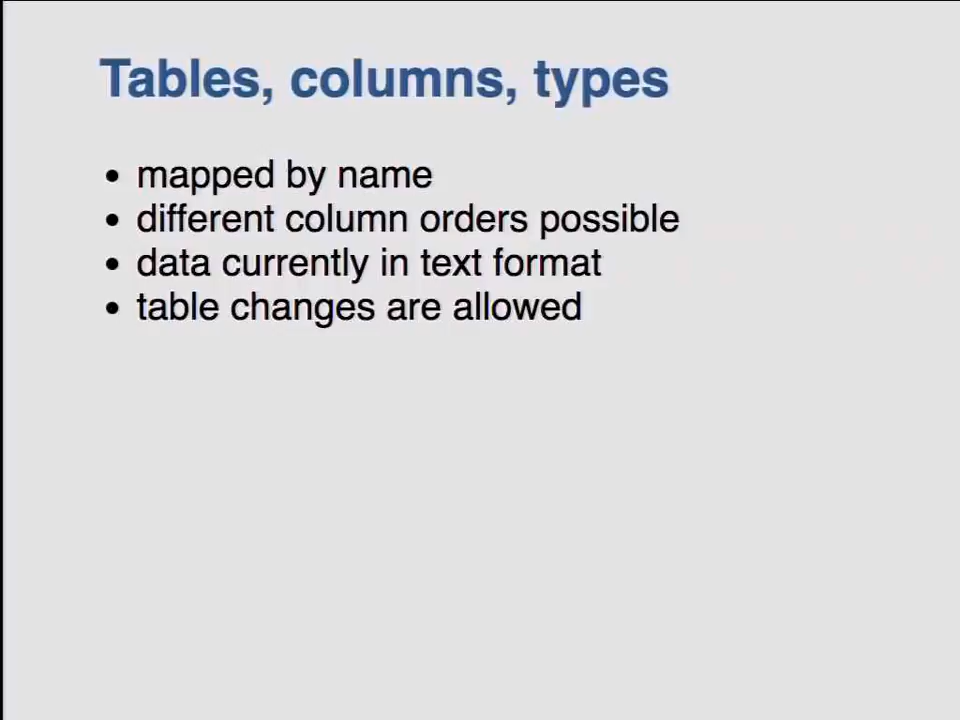 Tables, columns, types
• mapped by name
• different column orders possible
• data currently in text format
• table changes are allowed